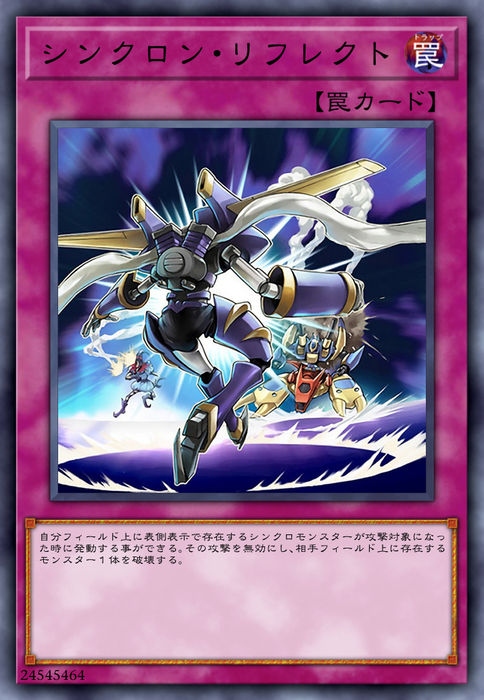 シンクロン・リフレクト
トラップ
罠
【罠カード】
自分フィールド上に表側表示で存在するシンクロモンスターが攻撃対象になっ
た時に発動する事ができる。その攻撃を無効にし、相手フィールド上に存在する
モンスター１体を破壊する。
24545464